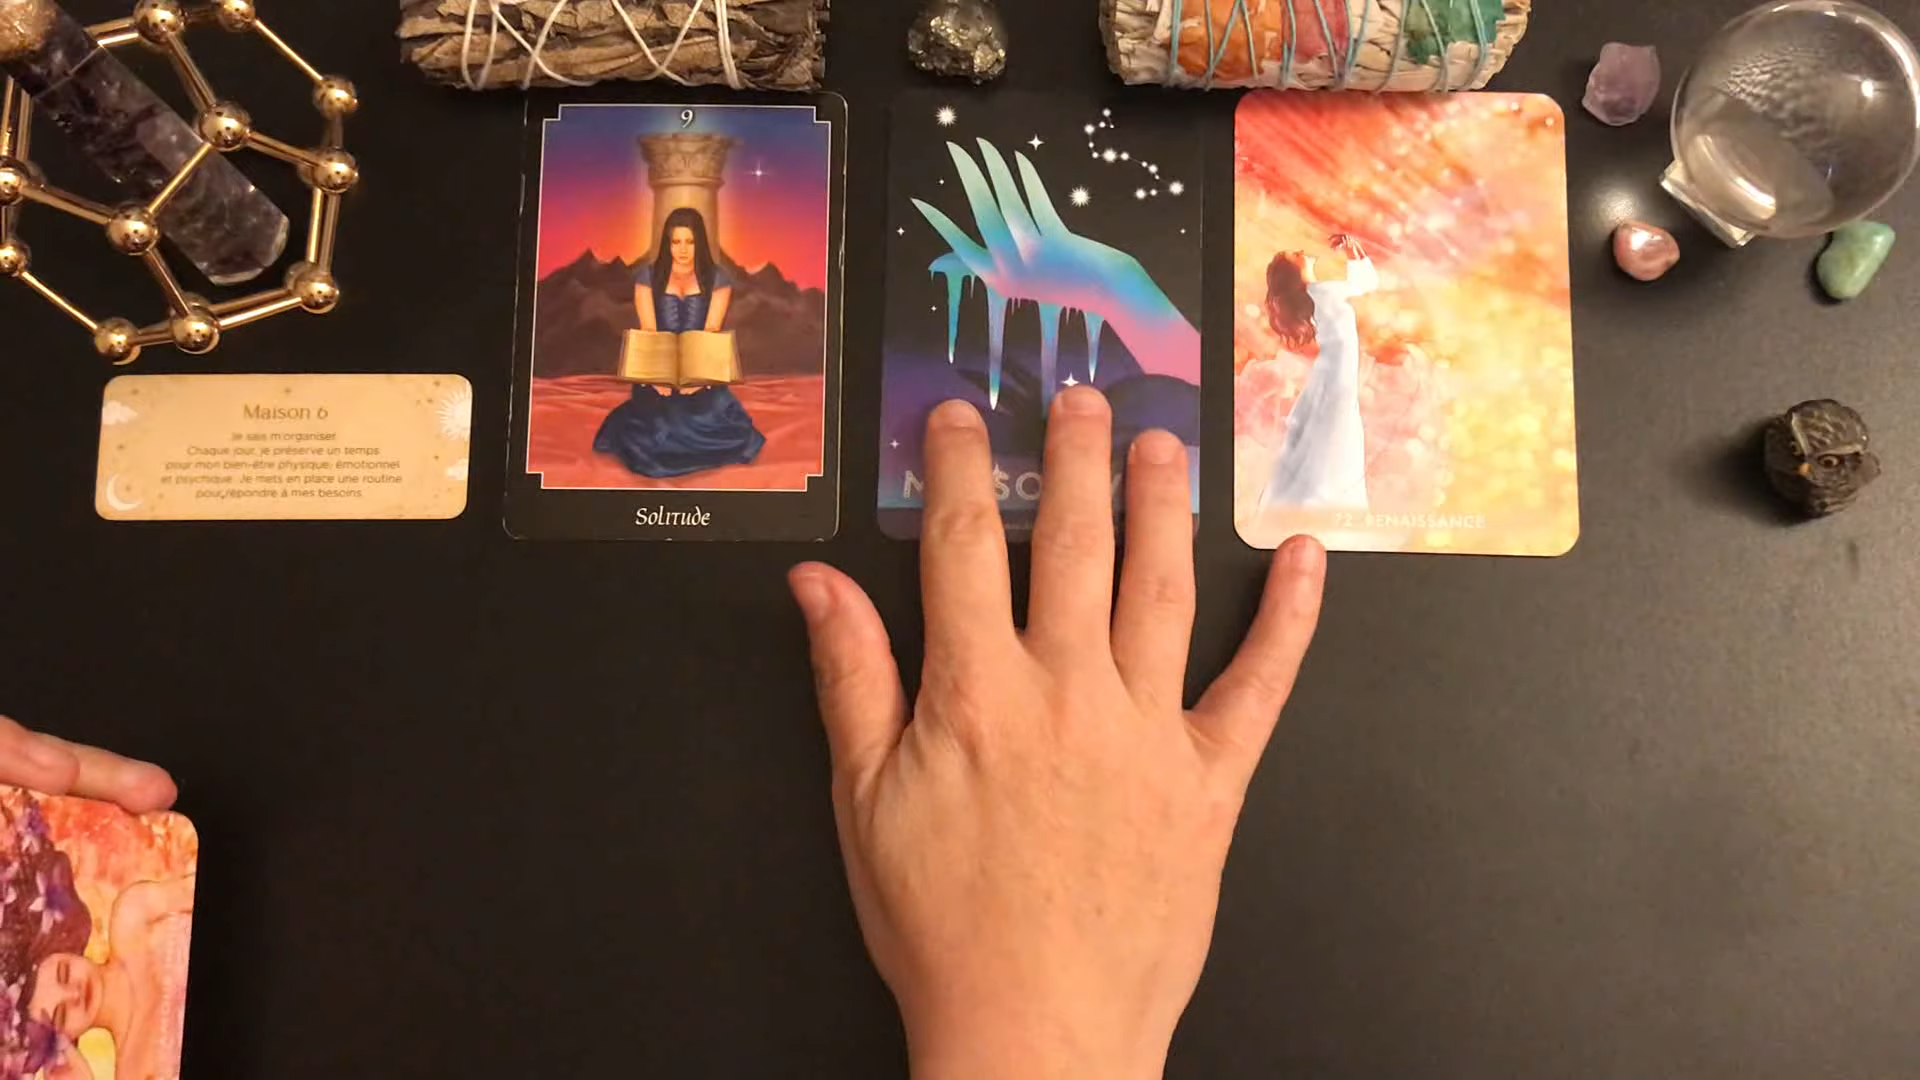 Maison 6
Je sais m'organiser.
Chaque jour, je préserve un temps
pour mon bien-être physique, émotionnel
et psychique. Je mets en place une routine
pour répondre à mes besoins.
9
Solitude
72. RENAISSANCE